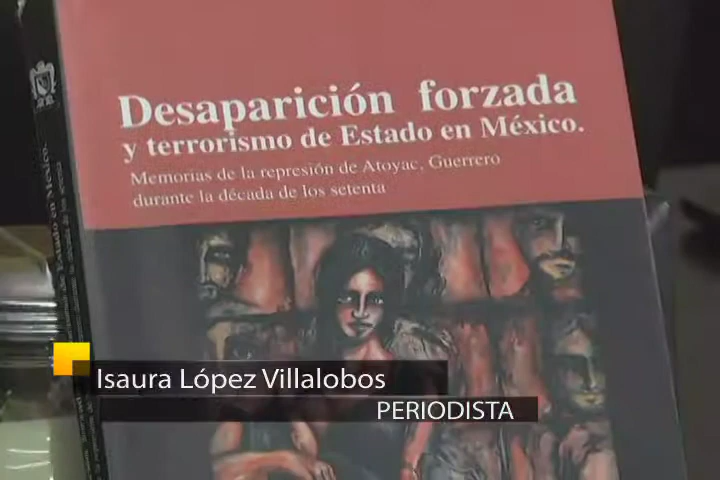 Desaparición forzada
y terrorismo de Estado en México.
Memorias de la represión de Atoyac, Guerrero
durante la década de los setenta
Isaura López Villalobos
PERIODISTA